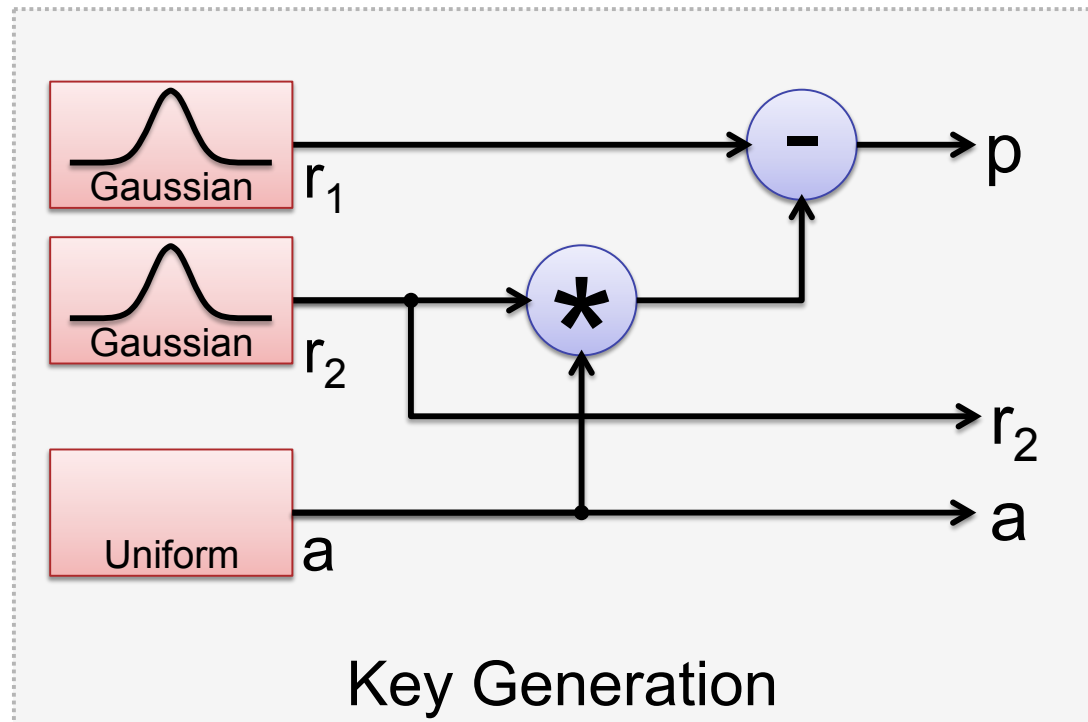 Gaussian
r₁
-
p
Gaussian
r₂
*
r₂
Uniform
a
a
Key Generation